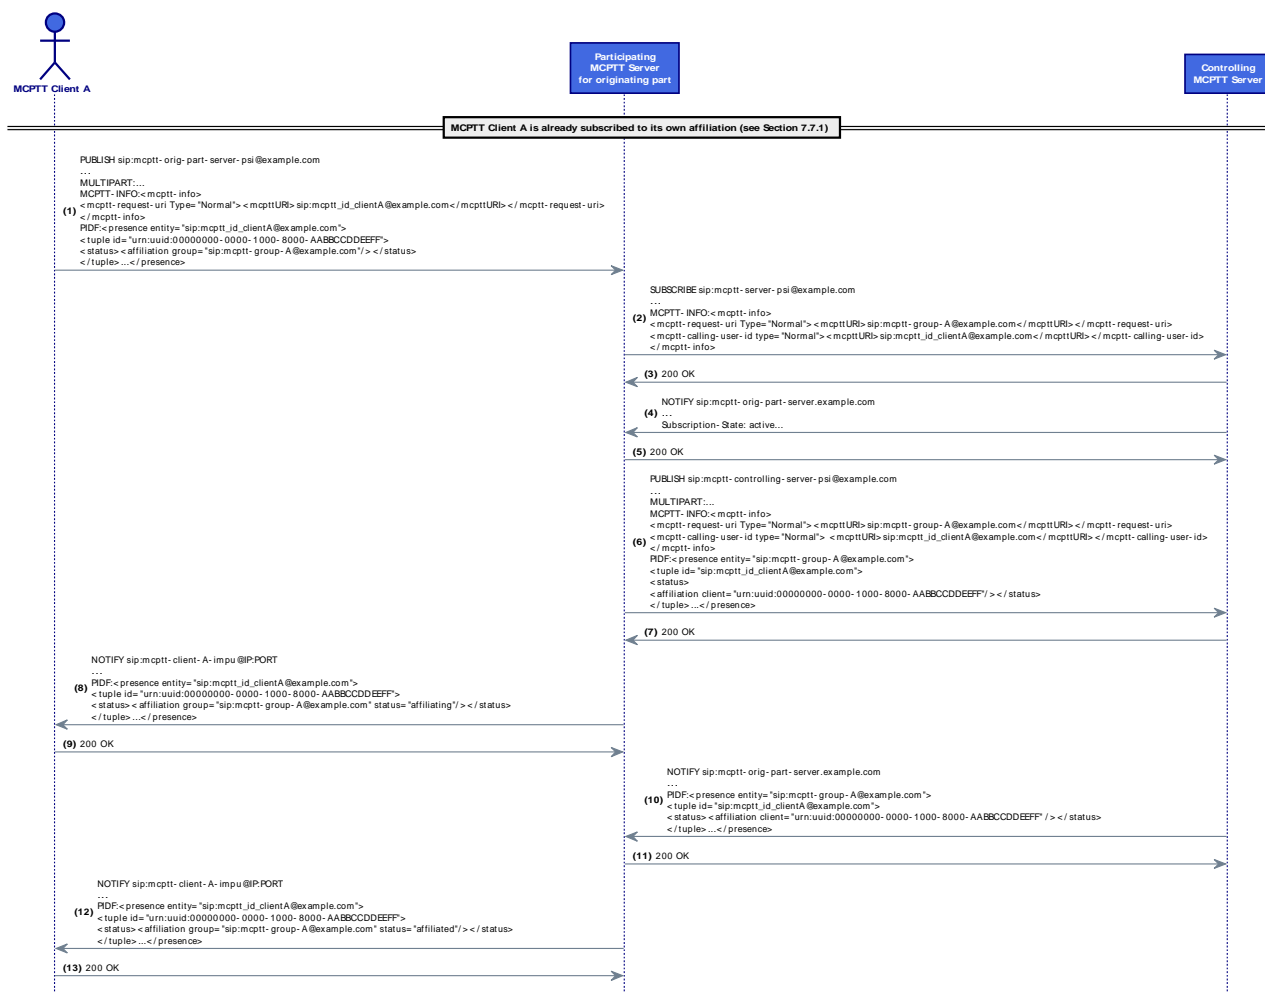 MCPTT Client A
Participating
MCPTT Server
for originating part
Controlling
MCPTT Server
MCPTT Client A is already subscribed to its own affiliation (see Section 7.7.1)
PUBLISH sip:mcptt-orig-part-server-psi@example.com
...
MULTIPART:...
MCPTT-INFO:<mcptt-info>
(1) <mcptt-request-uri Type="Normal"><mcpttURI>sip:mcptt_id_clientA@example.com</mcpttURI></mcptt-request-uri>
</mcptt-info>
PIDF:<presence entity="sip:mcptt_id_clientA@example.com">
<tuple id="urn:uuid:00000000-0000-1000-8000-AABBCCDDEEFF">
<status><affiliation group="sip:mcptt-group-A@example.com"/></status>
</tuple>...</presence>
SUBSCRIBE sip:mcptt-server-psi@example.com
...
(2) MCPTT-INFO:<mcptt-info>
<mcptt-request-uri Type="Normal"><mcpttURI>sip:mcptt-group-A@example.com</mcpttURI></mcptt-request-uri>
<mcptt-calling-user-id type="Normal"><mcpttURI>sip:mcptt_id_clientA@example.com</mcpttURI></mcptt-calling-user-id>
</mcptt-info>
(3) 200 OK
NOTIFY sip:mcptt-orig-part-server.example.com
(4) ...
Subscription-State: active...
(5) 200 OK
PUBLISH sip:mcptt-controlling-server-psi@example.com
...
MULTIPART:...
MCPTT-INFO:<mcptt-info>
<mcptt-request-uri Type="Normal"><mcpttURI>sip:mcptt-group-A@example.com</mcpttURI></mcptt-request-uri>
(6) <mcptt-calling-user-id type="Normal"> <mcpttURI>sip:mcptt_id_clientA@example.com</mcpttURI></mcptt-calling-user-id>
</mcptt-info>
PIDF:<presence entity="sip:mcptt-group-A@example.com">
<tuple id="sip:mcptt_id_clientA@example.com">
<status>
<affiliation client="urn:uuid:00000000-0000-1000-8000-AABBCCDDEEFF"/></status>
</tuple>...</presence>
(7) 200 OK
NOTIFY sip:mcptt-client-A-impu@IP:PORT
...
(8) PIDF:<presence entity="sip:mcptt_id_clientA@example.com">
<tuple id="urn:uuid:00000000-0000-1000-8000-AABBCCDDEEFF">
<status><affiliation group="sip:mcptt-group-A@example.com" status="affiliating"/></status>
</tuple>...</presence>
(9) 200 OK
NOTIFY sip:mcptt-orig-part-server.example.com
...
(10) PIDF:<presence entity="sip:mcptt-group-A@example.com">
<tuple id="sip:mcptt_id_clientA@example.com">
<status><affiliation client="urn:uuid:00000000-0000-1000-8000-AABBCCDDEEFF" /></status>
</tuple>...</presence>
(11) 200 OK
NOTIFY sip:mcptt-client-A-impu@IP:PORT
...
(12) PIDF:<presence entity="sip:mcptt_id_clientA@example.com">
<tuple id="urn:uuid:00000000-0000-1000-8000-AABBCCDDEEFF">
<status><affiliation group="sip:mcptt-group-A@example.com" status="affiliated"/></status>
</tuple>...</presence>
(13) 200 OK